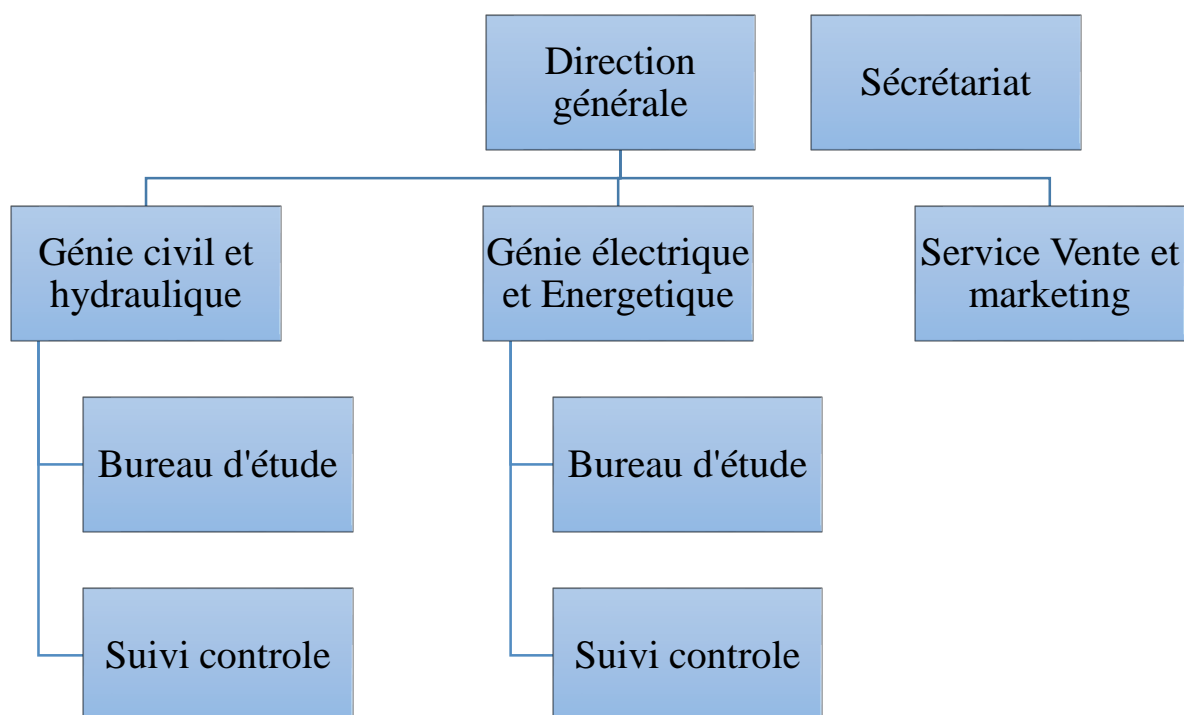 Direction
générale
Sécrétariat
Génie civil et
hydraulique
Génie électrique
et Energetique
Service Vente et
marketing
Bureau d'étude
Bureau d'étude
Suivi controle
Suivi controle